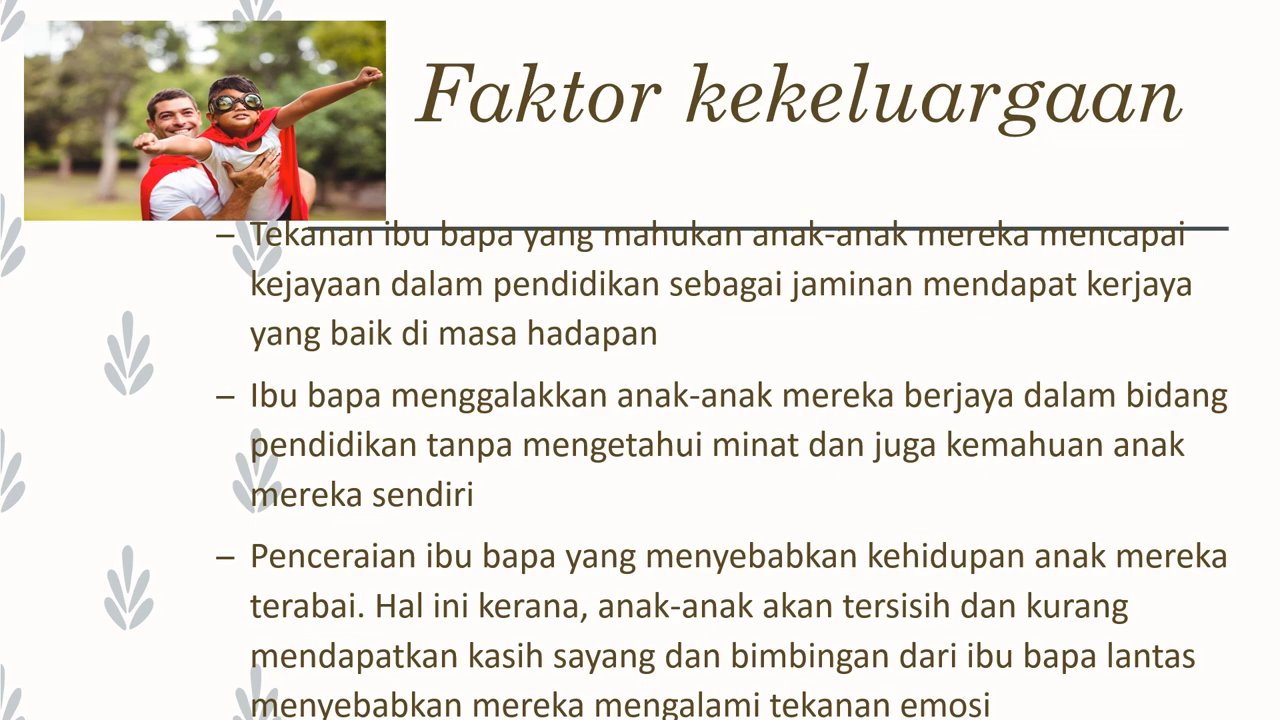 Faktor kekeluargaan
– Tekanan ibu bapa yang mahukan anak-anak mereka mencapai
kejayaan dalam pendidikan sebagai jaminan mendapat kerjaya
yang baik di masa hadapan
– Ibu bapa menggalakkan anak-anak mereka berjaya dalam bidang
pendidikan tanpa mengetahui minat dan juga kemahuan anak
mereka sendiri
– Penceraian ibu bapa yang menyebabkan kehidupan anak mereka
terabai. Hal ini kerana, anak-anak akan tersisih dan kurang
mendapatkan kasih sayang dan bimbingan dari ibu bapa lantas
menyebabkan mereka mengalami tekanan emosi